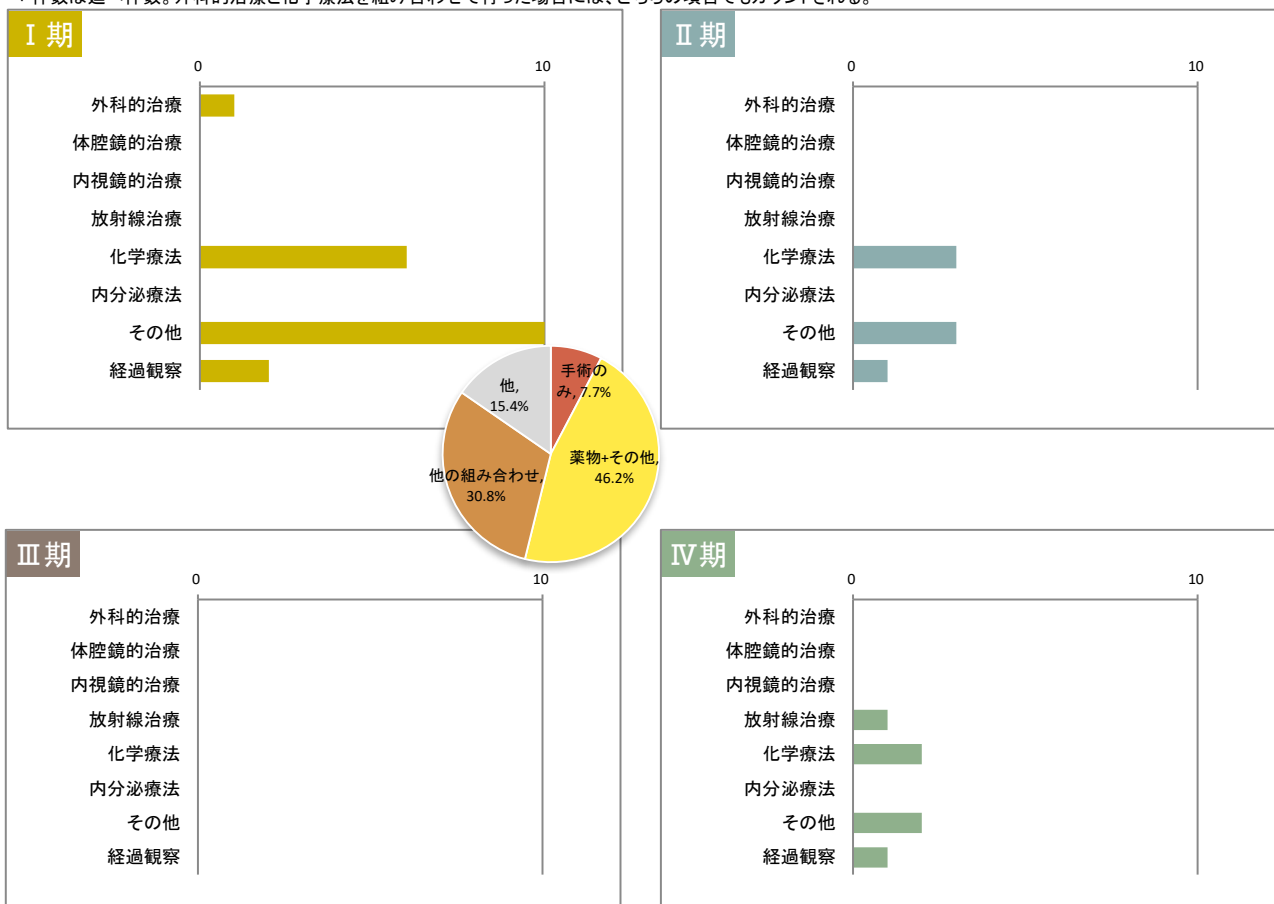 Ⅰ期
0 10
外科的治療
体腔鏡的治療
内視鏡的治療
放射線治療
化学療法
内分泌療法
その他
経過観察
Ⅱ期
0 10
外科的治療
体腔鏡的治療
内視鏡的治療
放射線治療
化学療法
内分泌療法
その他
経過観察
手術の
み, 7.7%
薬物+その他,
46.2%
他の組み合わせ,
30.8%
他,
15.4%
Ⅲ期
0 10
外科的治療
体腔鏡的治療
内視鏡的治療
放射線治療
化学療法
内分泌療法
その他
経過観察
Ⅳ期
0 10
外科的治療
体腔鏡的治療
内視鏡的治療
放射線治療
化学療法
内分泌療法
その他
経過観察